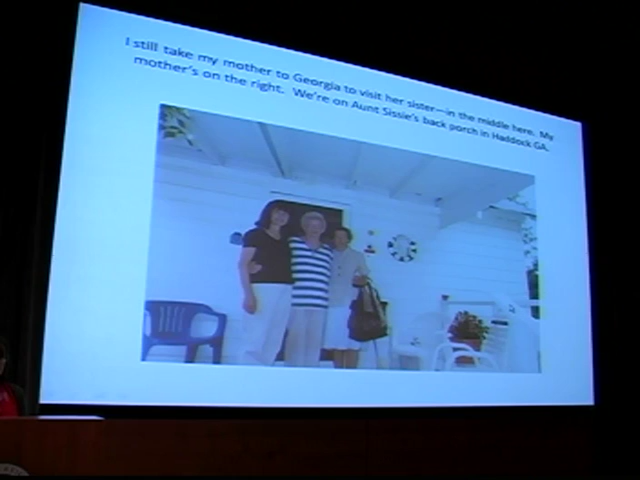 I still take my mother to Georgia to visit her sister—in the middle here. My
mother's on the right. We're on Aunt Sissie's back porch in Haddock GA.